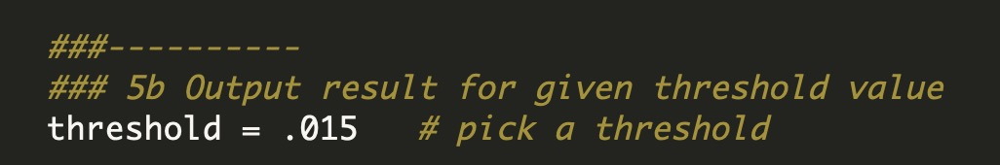 ###----------
### 5b Output result for given threshold value
threshold = .015   # pick a threshold